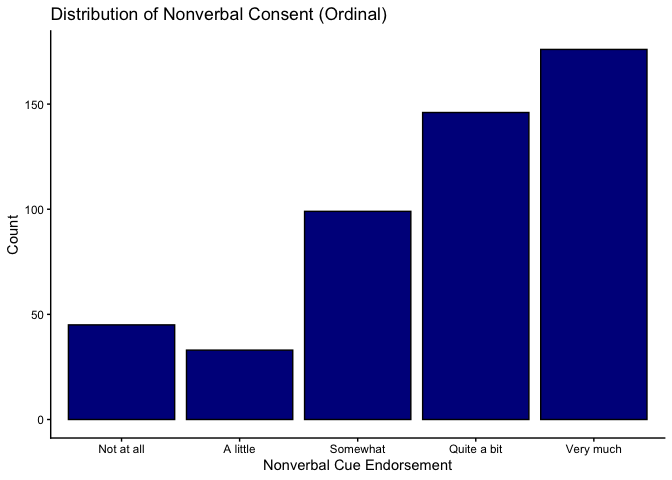 Distribution of Nonverbal Consent (Ordinal)
Count
150
100
50
0
Not at all
A little
Somewhat
Quite a bit
Very much
Nonverbal Cue Endorsement